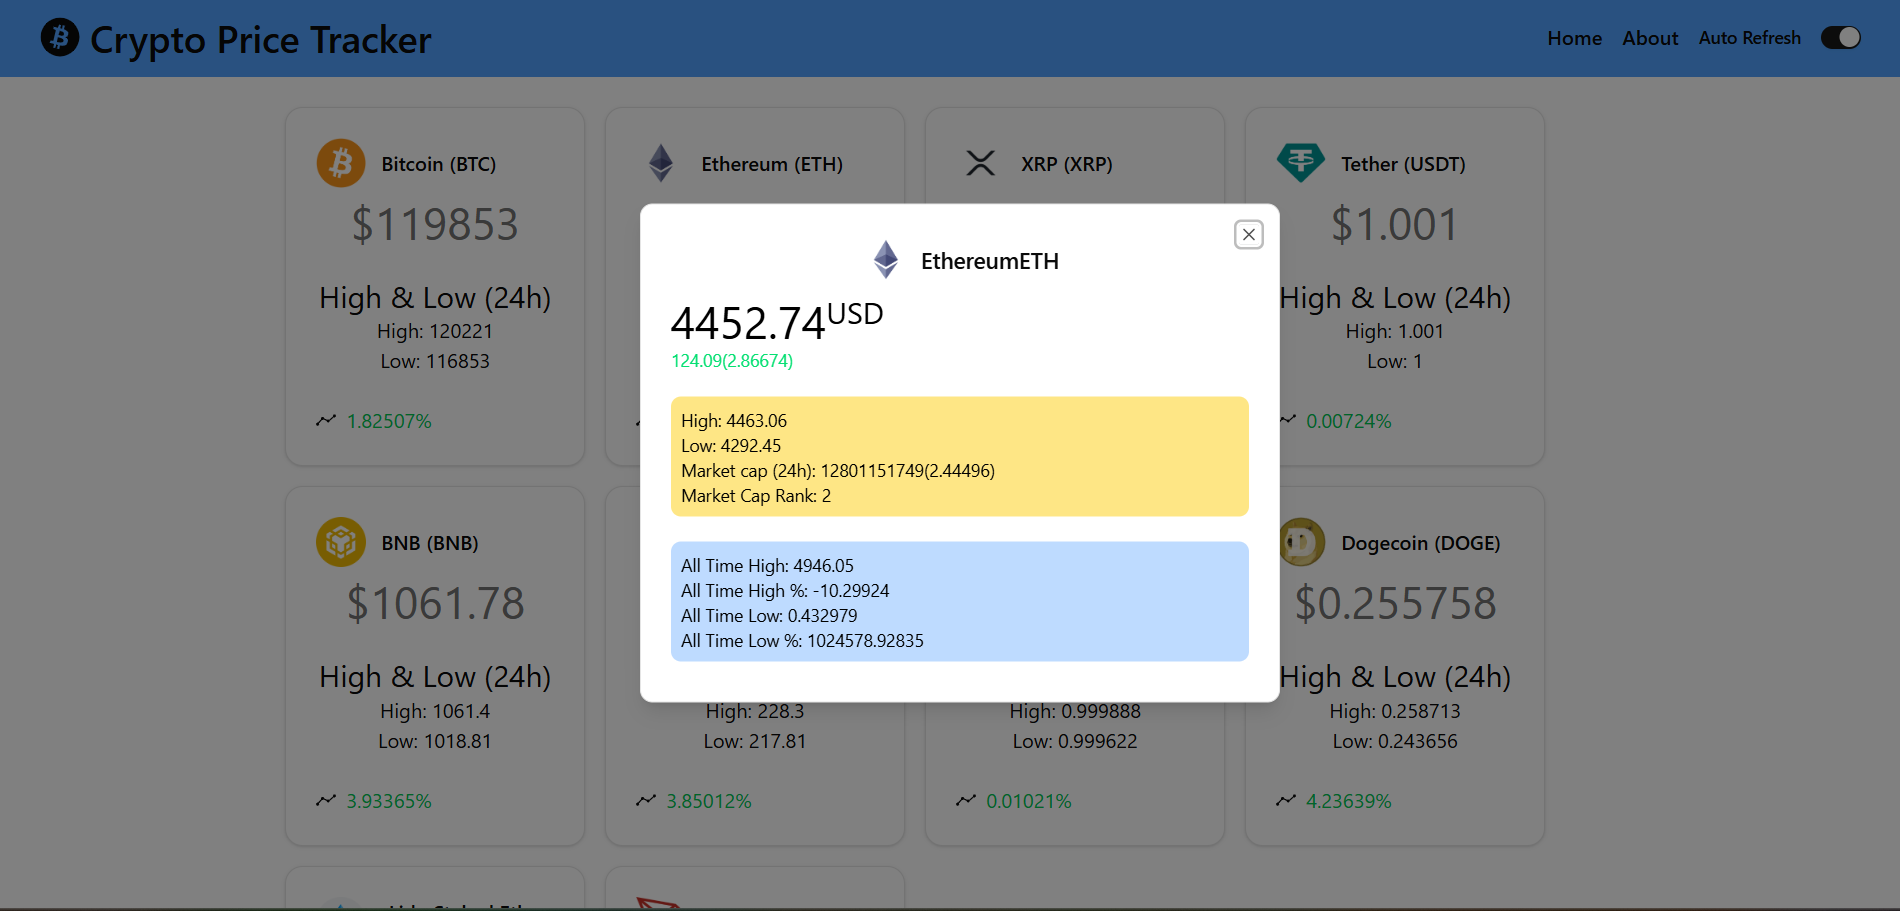 Crypto Price Tracker
Home About Auto Refresh
Bitcoin (BTC)
$119853
High & Low (24h)
High: 120221
Low: 116853
1.82507%
Ethereum (ETH)
XRP (XRP)
Tether (USDT)
$1.001
High & Low (24h)
High: 1.001
Low: 1
0.00724%
EthereumETH
4452.74USD
124.09(2.86674)
High: 4463.06
Low: 4292.45
Market cap (24h): 12801151749(2.44496)
Market Cap Rank: 2
All Time High: 4946.05
All Time High %: -10.29924
All Time Low: 0.432979
All Time Low %: 1024578.92835
BNB (BNB)
$1061.78
High & Low (24h)
High: 1061.4
Low: 1018.81
3.93365%
High: 228.3
Low: 217.81
3.85012%
High: 0.999888
Low: 0.999622
0.01021%
Dogecoin (DOGE)
$0.255758
High & Low (24h)
High: 0.258713
Low: 0.243656
4.23639%